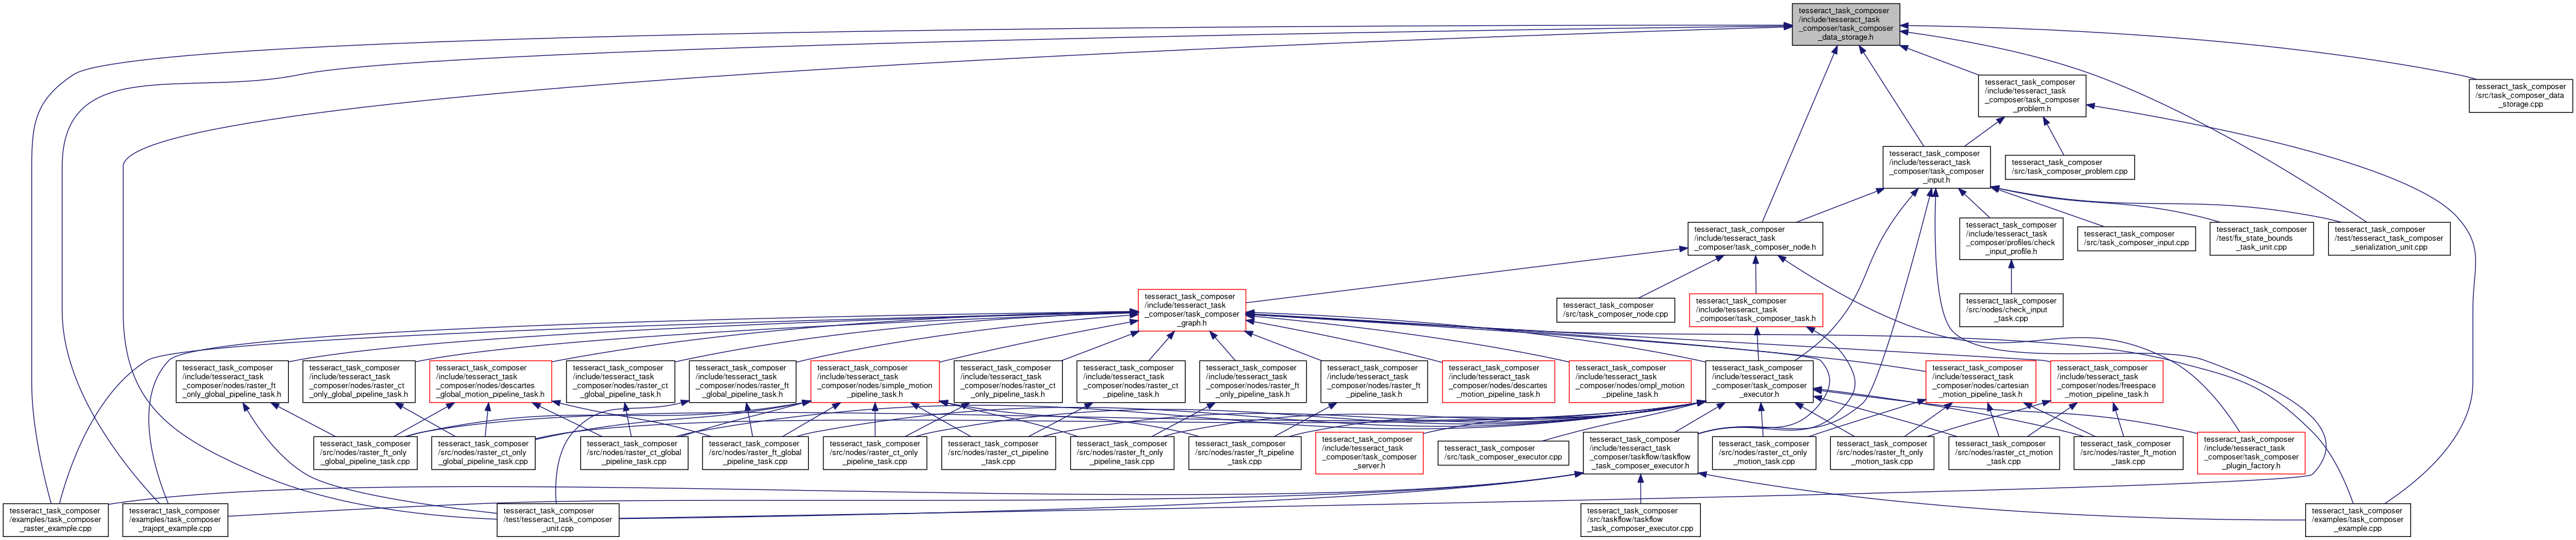 tesseract_task_composer
/include/tesseract_task
_composer/task_composer
_data_storage.h
tesseract_task_composer
/include/tesseract_task
_composer/task_composer
_problem.h
tesseract_task_composer
/src/task_composer_data
_storage.cpp
tesseract_task_composer
/include/tesseract_task
_composer/task_composer
_input.h
tesseract_task_composer
/src/task_composer_problem.cpp
tesseract_task_composer
/include/tesseract_task
_composer/task_composer_node.h
tesseract_task_composer
/include/tesseract_task
_composer/profiles/check
_input_profile.h
tesseract_task_composer
/src/task_composer_input.cpp
tesseract_task_composer
/test/fix_state_bounds
_task_unit.cpp
tesseract_task_composer
/test/tesseract_task_composer
_serialization_unit.cpp
tesseract_task_composer
/include/tesseract_task
_composer/task_composer
_graph.h
tesseract_task_composer
/src/task_composer_node.cpp
tesseract_task_composer
/include/tesseract_task
_composer/task_composer_task.h
tesseract_task_composer
/src/nodes/check_input
_task.cpp
tesseract_task_composer
/include/tesseract_task
_composer/nodes/raster_ft
_only_global_pipeline_task.h
tesseract_task_composer
/include/tesseract_task
_composer/nodes/raster_ct
_only_global_pipeline_task.h
tesseract_task_composer
/include/tesseract_task
_composer/nodes/descartes
_global_motion_pipeline_task.h
tesseract_task_composer
/include/tesseract_task
_composer/nodes/raster_ct
_global_pipeline_task.h
tesseract_task_composer
/include/tesseract_task
_composer/nodes/raster_ft
_global_pipeline_task.h
tesseract_task_composer
/include/tesseract_task
_composer/nodes/simple_motion
_pipeline_task.h
tesseract_task_composer
/include/tesseract_task
_composer/nodes/raster_ct
_only_pipeline_task.h
tesseract_task_composer
/include/tesseract_task
_composer/nodes/raster_ct
_pipeline_task.h
tesseract_task_composer
/include/tesseract_task
_composer/nodes/raster_ft
_only_pipeline_task.h
tesseract_task_composer
/include/tesseract_task
_composer/nodes/raster_ft
_pipeline_task.h
tesseract_task_composer
/include/tesseract_task
_composer/nodes/descartes
_motion_pipeline_task.h
tesseract_task_composer
/include/tesseract_task
_composer/nodes/ompl_motion
_pipeline_task.h
tesseract_task_composer
/include/tesseract_task
_composer/task_composer
_executor.h
tesseract_task_composer
/include/tesseract_task
_composer/nodes/cartesian
_motion_pipeline_task.h
tesseract_task_composer
/include/tesseract_task
_composer/nodes/freespace
_motion_pipeline_task.h
tesseract_task_composer
/src/nodes/raster_ft_only
_global_pipeline_task.cpp
tesseract_task_composer
/src/nodes/raster_ct_only
_global_pipeline_task.cpp
tesseract_task_composer
/src/nodes/raster_ct_global
_pipeline_task.cpp
tesseract_task_composer
/src/nodes/raster_ft_global
_pipeline_task.cpp
tesseract_task_composer
/src/nodes/raster_ct_only
_pipeline_task.cpp
tesseract_task_composer
/src/nodes/raster_ct_pipeline
_task.cpp
tesseract_task_composer
/src/nodes/raster_ft_only
_pipeline_task.cpp
tesseract_task_composer
/src/nodes/raster_ft_pipeline
_task.cpp
tesseract_task_composer
/include/tesseract_task
_composer/task_composer
_server.h
tesseract_task_composer
/src/task_composer_executor.cpp
tesseract_task_composer
/include/tesseract_task
_composer/taskflow/taskflow
_task_composer_executor.h
tesseract_task_composer
/src/nodes/raster_ct_only
_motion_task.cpp
tesseract_task_composer
/src/nodes/raster_ft_only
_motion_task.cpp
tesseract_task_composer
/src/nodes/raster_ct_motion
_task.cpp
tesseract_task_composer
/src/nodes/raster_ft_motion
_task.cpp
tesseract_task_composer
/include/tesseract_task
_composer/task_composer
_plugin_factory.h
tesseract_task_composer
/examples/task_composer
_raster_example.cpp
tesseract_task_composer
/examples/task_composer
_trajopt_example.cpp
tesseract_task_composer
/test/tesseract_task_composer
_unit.cpp
tesseract_task_composer
/src/taskflow/taskflow
_task_composer_executor.cpp
tesseract_task_composer
/examples/task_composer
_example.cpp